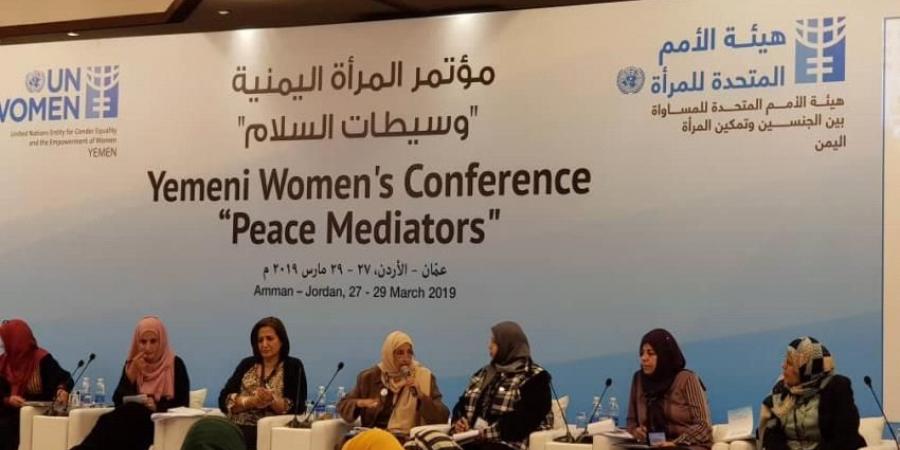 UN
WOMEN
United Nations Entity for Gender Equality
and the Empowerment of Women
YEMEN
هيئة الأمم
المتحدة للمرأة
هيئة الأمم المتحدة للمساواة
بين الجنسين وتمكين المرأة
اليمن
مؤتمر المرأة اليمنية
"وسيطات السلام"
Yemeni Women's Conference
“Peace Mediators”
عمّان - الأردن، ٢٧ - ٢٩ مارس ٢٠١٩ م
Amman – Jordan, 27 - 29 March 2019